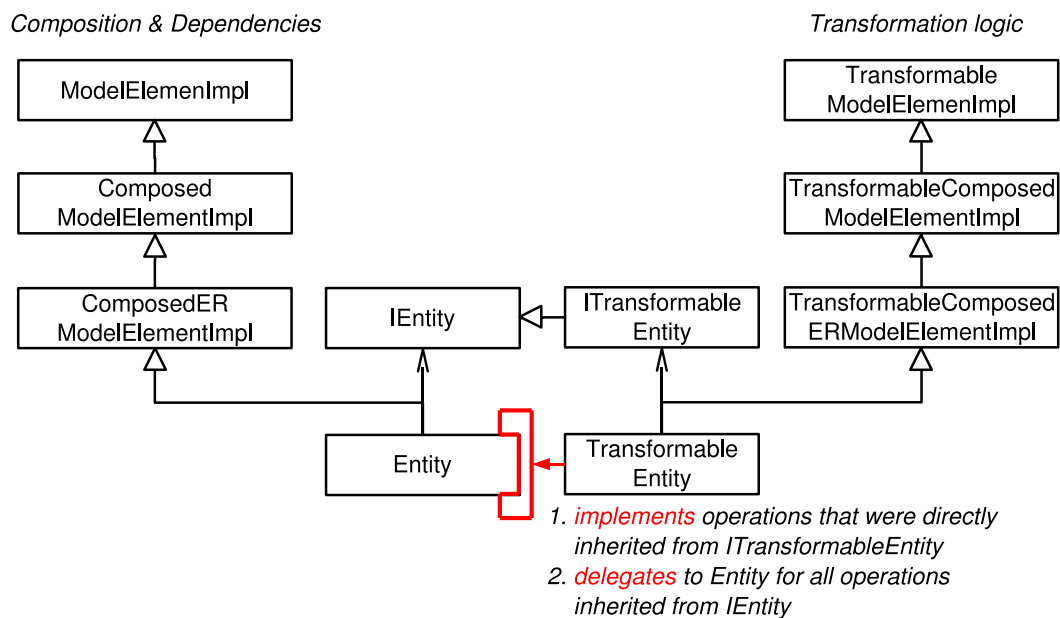 Composition & Dependencies
Transformation logic
ModelElemenImpl
Transformable
ModelElemenImpl
Composed
ModelElementImpl
TransformableComposed
ModelElementImpl
ComposedER
ModelElementImpl
IEntity
ITransformable
Entity
TransformableComposed
ERModelElementImpl
Entity
Transformable
Entity
1. implements operations that were directly
inherited from ITransformableEntity
2. delegates to Entity for all operations
inherited from IEntity